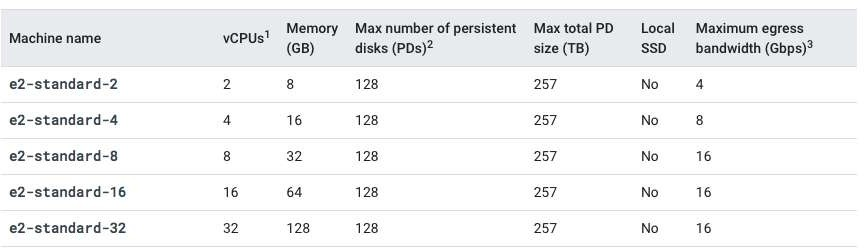 Machine name vCPUs¹ Memory (GB) Max number of persistent disks (PDs)² Max total PD size (TB) Local SSD Maximum egress bandwidth (Gbps)³
e2-standard-2 2 8 128 257 No 4
e2-standard-4 4 16 128 257 No 8
e2-standard-8 8 32 128 257 No 16
e2-standard-16 16 64 128 257 No 16
e2-standard-32 32 128 128 257 No 16